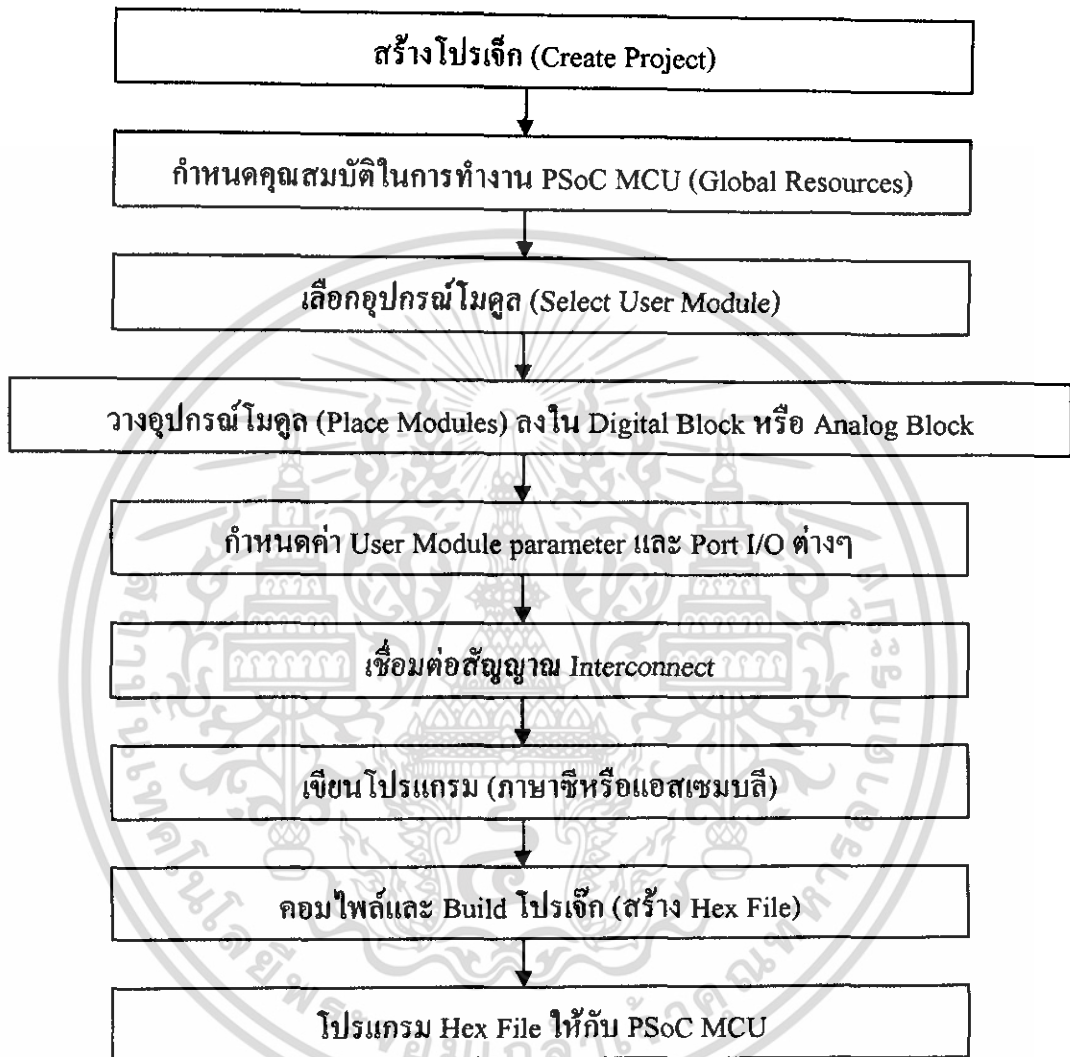 สร้างโปรเจ็ก (Create Project)
กำหนดคุณสมบัติในการทำงาน PSoC MCU (Global Resources)
เลือกอุปกรณ์โมดูล (Select User Module)
วางอุปกรณ์โมดูล (Place Modules) ลงใน Digital Block หรือ Analog Block
กำหนดค่า User Module parameter และ Port I/O ต่างๆ
เชื่อมต่อสัญญาณ Interconnect
เขียนโปรแกรม (ภาษาซีหรือแอสเซมบลี)
คอมไพล์และ Build โปรเจ็ก (สร้าง Hex File)
โปรแกรม Hex File ให้กับ PSoC MCU